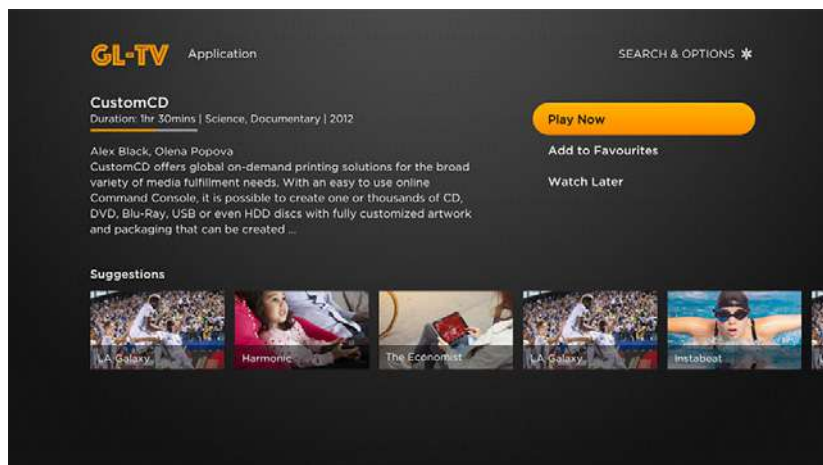 GL-TV Application
SEARCH & OPTIONS *
CustomCD
Duration: 1hr 30mins | Science, Documentary | 2012
Alex Black, Olena Popova
CustomCD offers global on-demand printing solutions for the broad
variety of media fulfillment needs. With an easy to use online
Command Console, it is possible to create one or thousands of CD,
DVD, Blu-Ray, USB or even HDD discs with fully customized artwork
and packaging that can be created ...
Play Now
Add to Favourites
Watch Later
Suggestions
LA Galaxy
Harmonic
The Economist
LA Galaxy
Instabeat